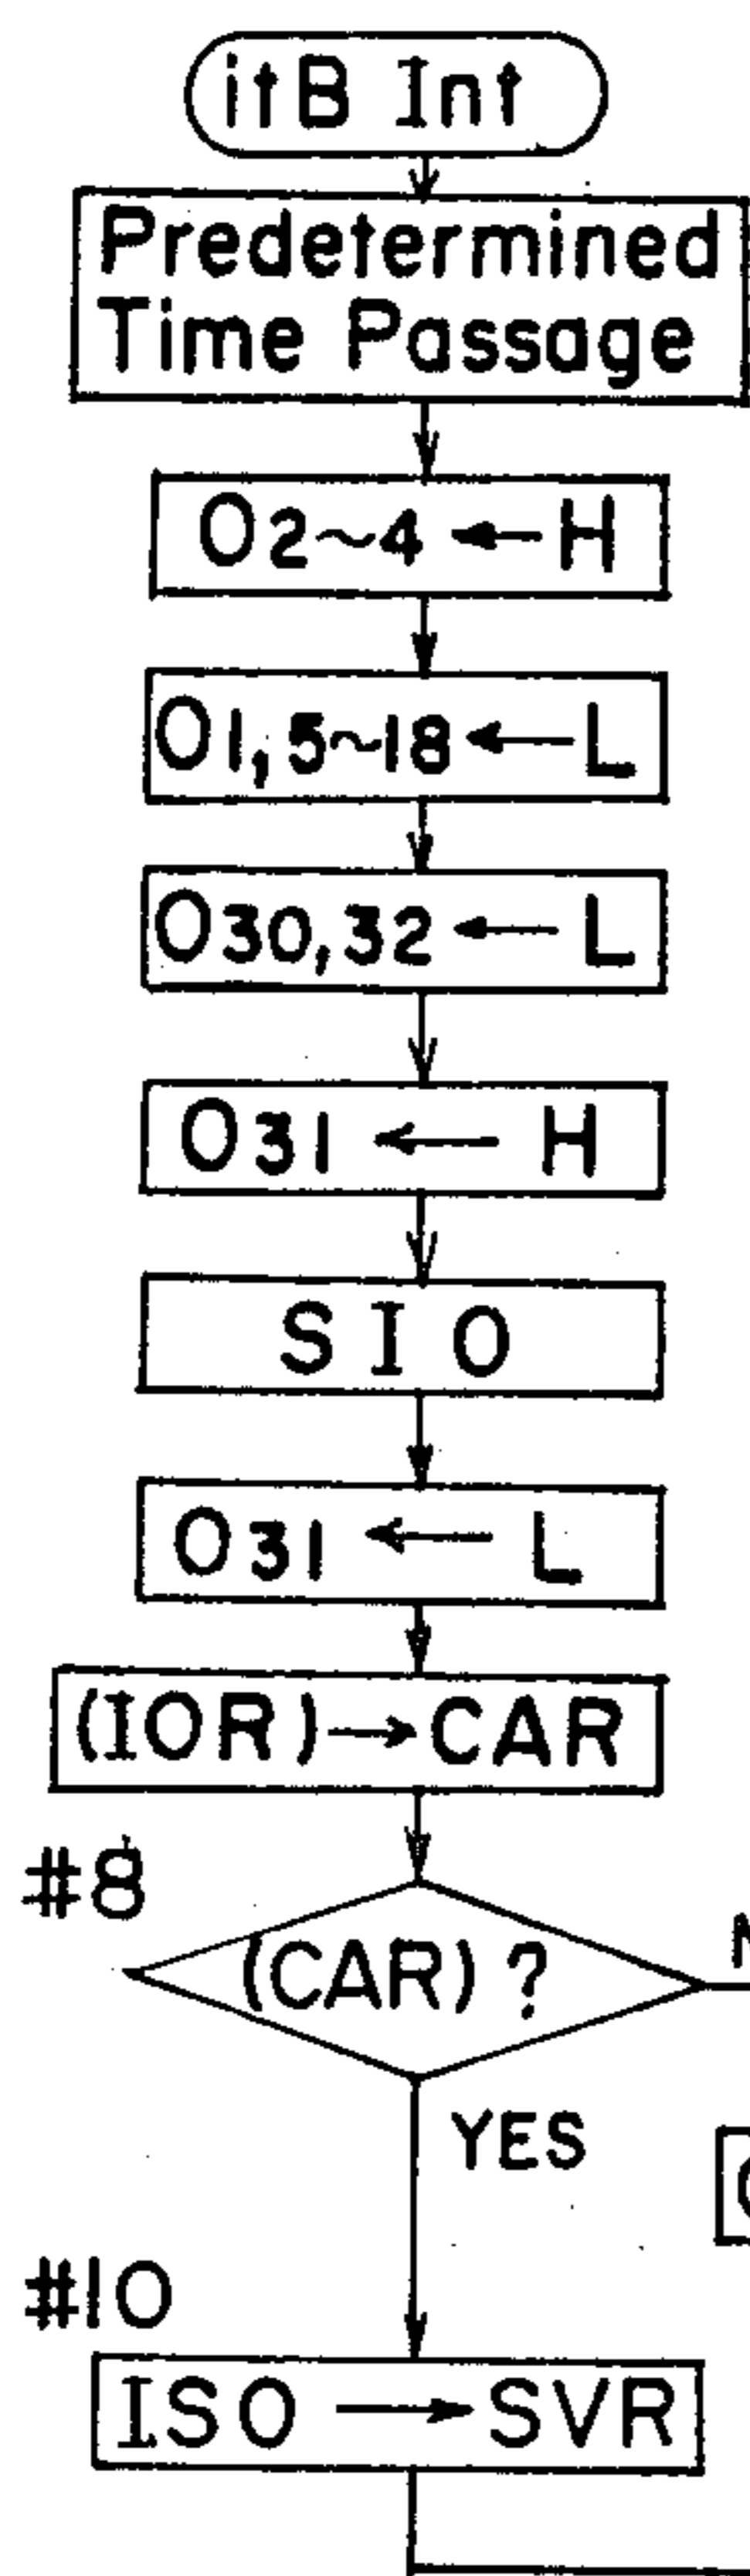 itB Int
Predetermined
Time Passage
O2~4 ← H
O1,5~18 ← L
O30,32 ← L
O31 ← H
SIO
O31 ← L
(IOR) → CAR
#8
(CAR) ?
YES
#10
ISO → SVR